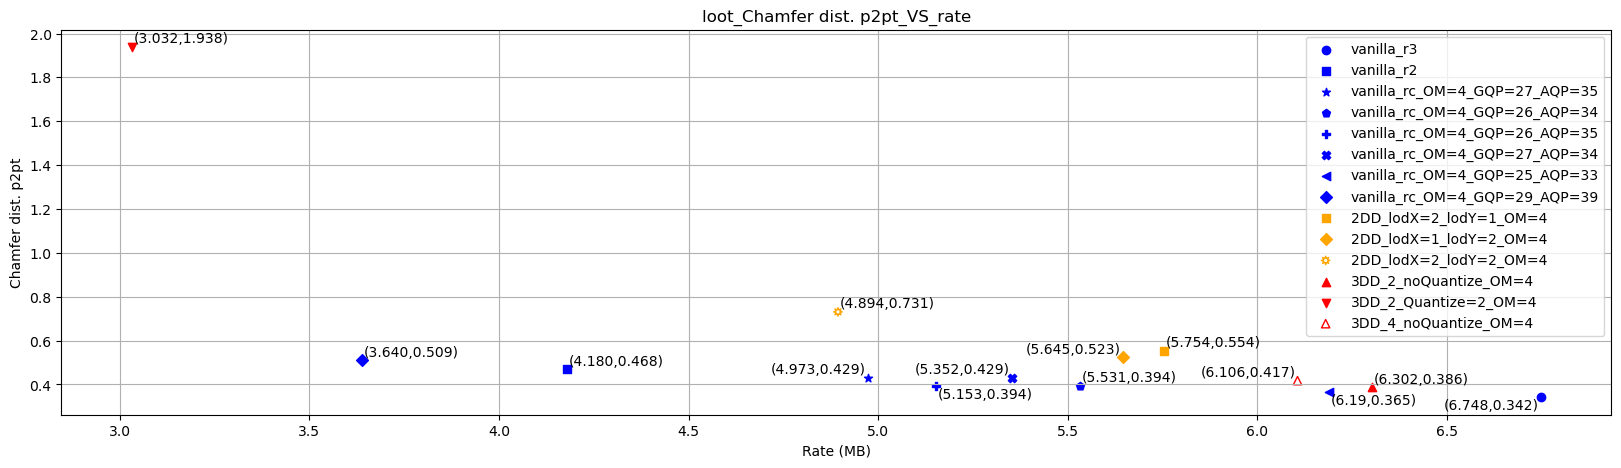 loot_Chamfer dist. p2pt_VS_rate
Chamfer dist. p2pt
2.0
1.8
1.6
1.4
1.2
1.0
0.8
0.6
0.4
(3.032,1.938)
(3.640,0.509)
(4.180,0.468)
(4.894,0.731)
(4.973,0.429)
(5.153,0.394)
(5.352,0.429)
(5.531,0.394)
(5.645,0.523)
(5.754,0.554)
(6.106,0.417)
(6.19,0.365)
(6.302,0.386)
(6.748,0.342)
vanilla_r3
vanilla_r2
vanilla_rc_OM=4_GQP=27_AQP=35
vanilla_rc_OM=4_GQP=26_AQP=34
vanilla_rc_OM=4_GQP=26_AQP=35
vanilla_rc_OM=4_GQP=27_AQP=34
vanilla_rc_OM=4_GQP=25_AQP=33
vanilla_rc_OM=4_GQP=29_AQP=39
2DD_lodX=2_lodY=1_OM=4
2DD_lodX=1_lodY=2_OM=4
2DD_lodX=2_lodY=2_OM=4
3DD_2_noQuantize_OM=4
3DD_2_Quantize=2_OM=4
3DD_4_noQuantize_OM=4
3.0
3.5
4.0
4.5
5.0
5.5
6.0
6.5
Rate (MB)